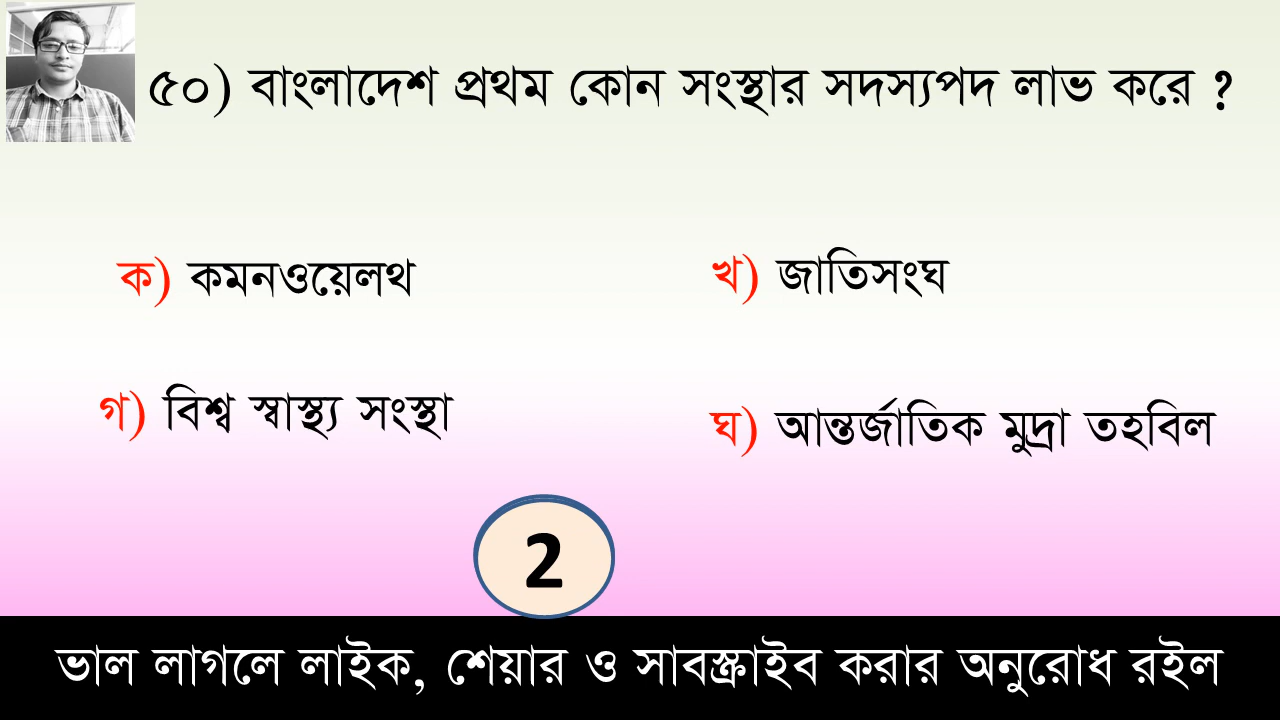 ৫০) বাংলাদেশ প্রথম কোন সংস্থার সদস্যপদ লাভ করে ?
ক) কমনওয়েলথ
খ) জাতিসংঘ
গ) বিশ্ব স্বাস্থ্য সংস্থা
ঘ) আন্তর্জাতিক মুদ্রা তহবিল
2
ভাল লাগলে লাইক, শেয়ার ও সাবস্ক্রাইব করার অনুরোধ রইল